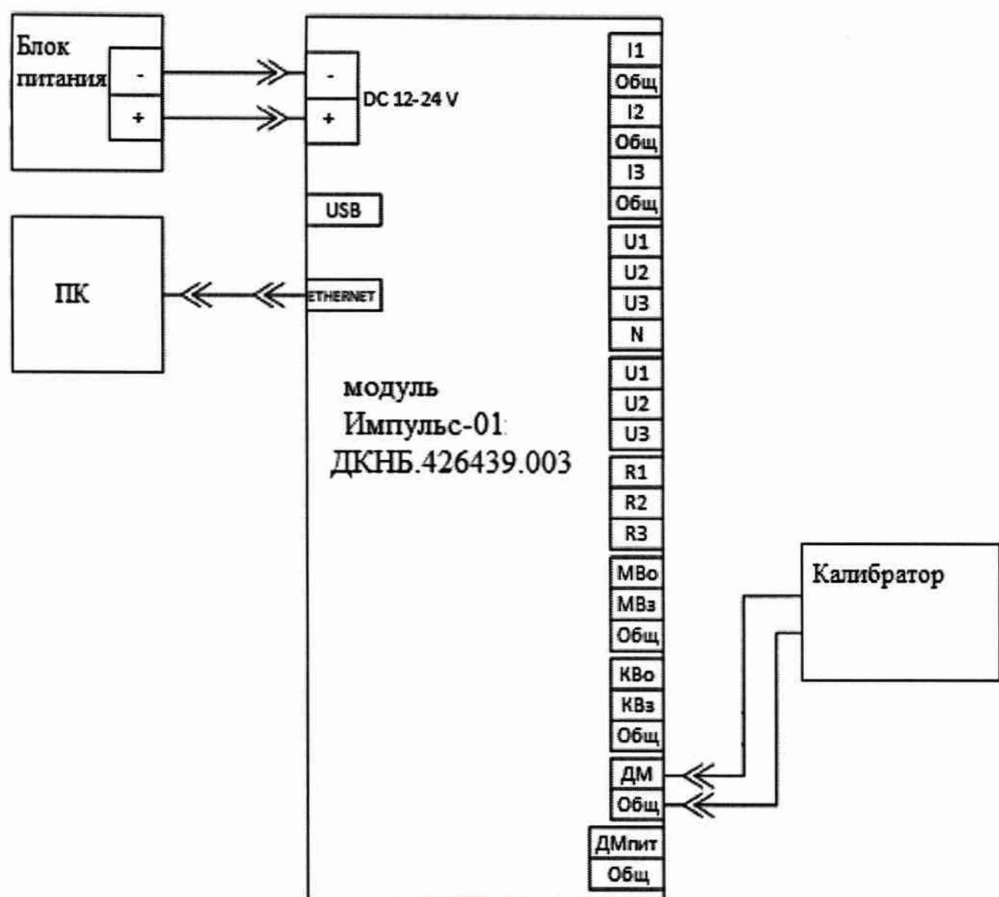 Блок
питания
-
+
-
+
DC 12-24 V
USB
ПК
ETHERNET
модуль
Импульс-01
ДКНБ.426439.003
I1
Общ
I2
Общ
I3
Общ
U1
U2
U3
N
U1
U2
U3
R1
R2
R3
МВо
МВз
Общ
КВо
КВз
Общ
ДМ
Общ
ДМпит
Общ
Калибратор